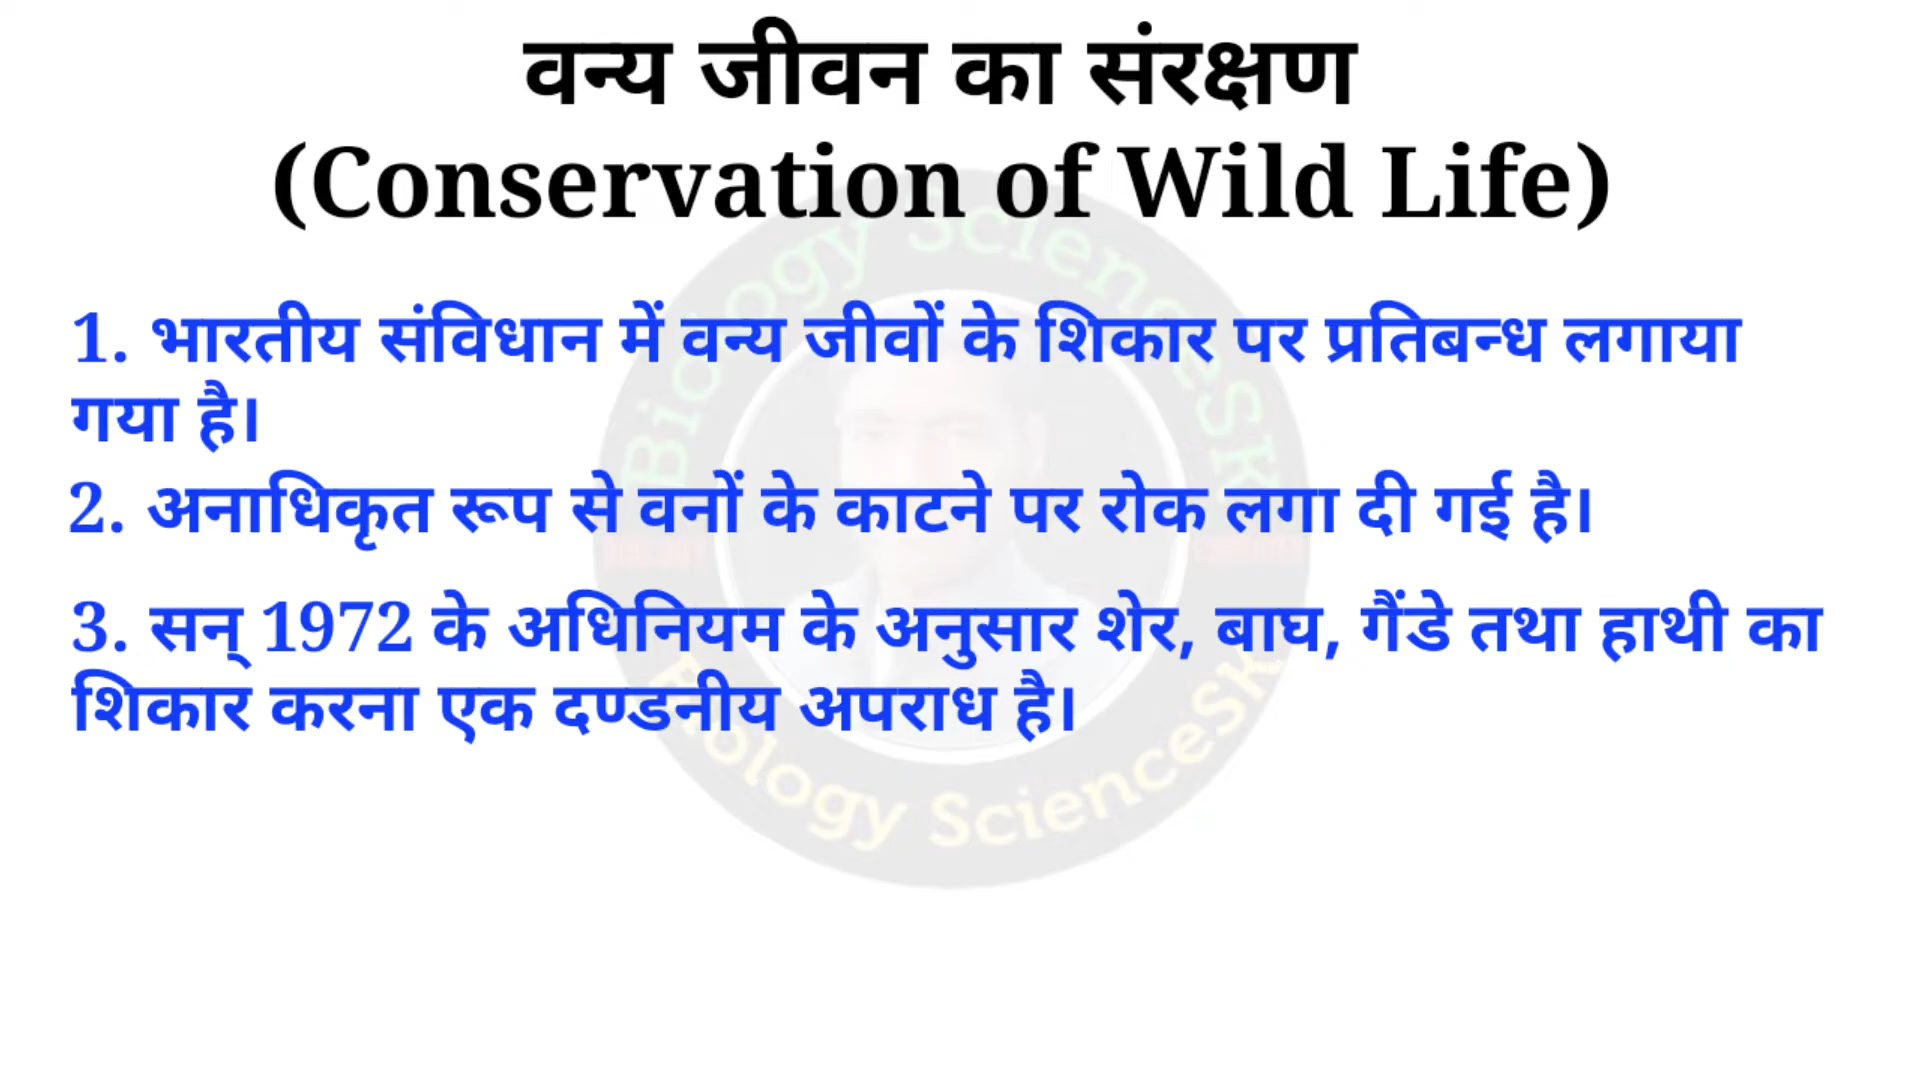 वन्य जीवन का संरक्षण
(Conservation of Wild Life)
1. भारतीय संविधान में वन्य जीवों के शिकार पर प्रतिबन्ध लगाया
गया है।
2. अनाधिकृत रूप से वनों के काटने पर रोक लगा दी गई है।
3. सन् 1972 के अधिनियम के अनुसार शेर, बाघ, गैंडे तथा हाथी का
शिकार करना एक दण्डनीय अपराध है।
Biology ScienceSK
Biology ScienceSK